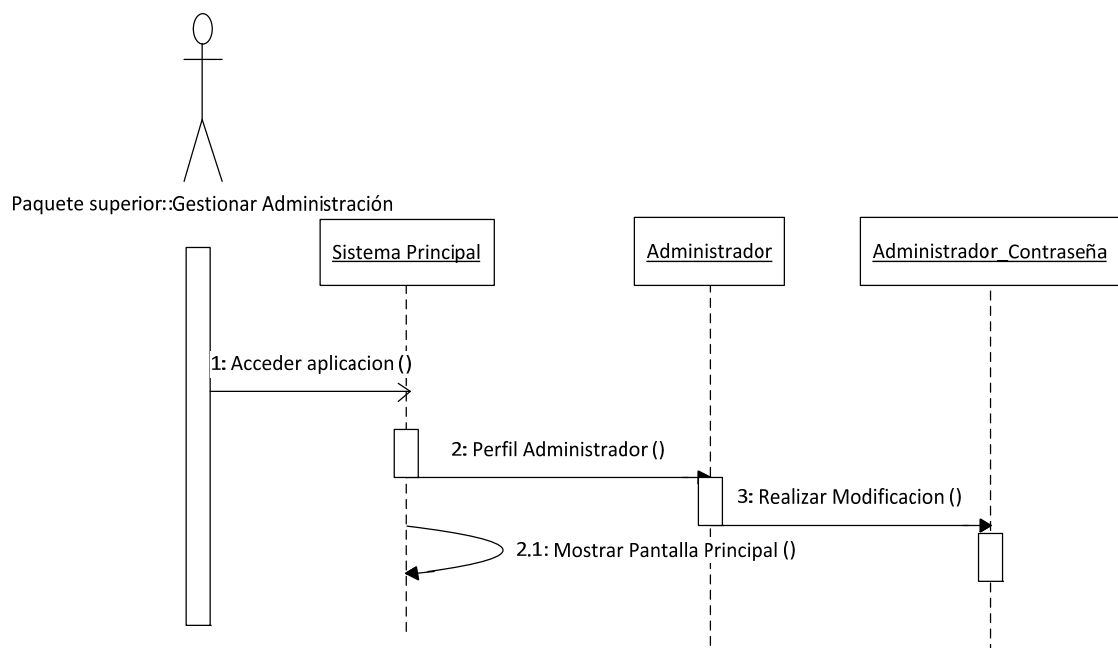 Paquete superior::Gestionar Administración
Sistema Principal
Administrador
Administrador_Contraseña
1: Acceder aplicacion ()
2: Perfil Administrador ()
3: Realizar Modificacion ()
2.1: Mostrar Pantalla Principal ()